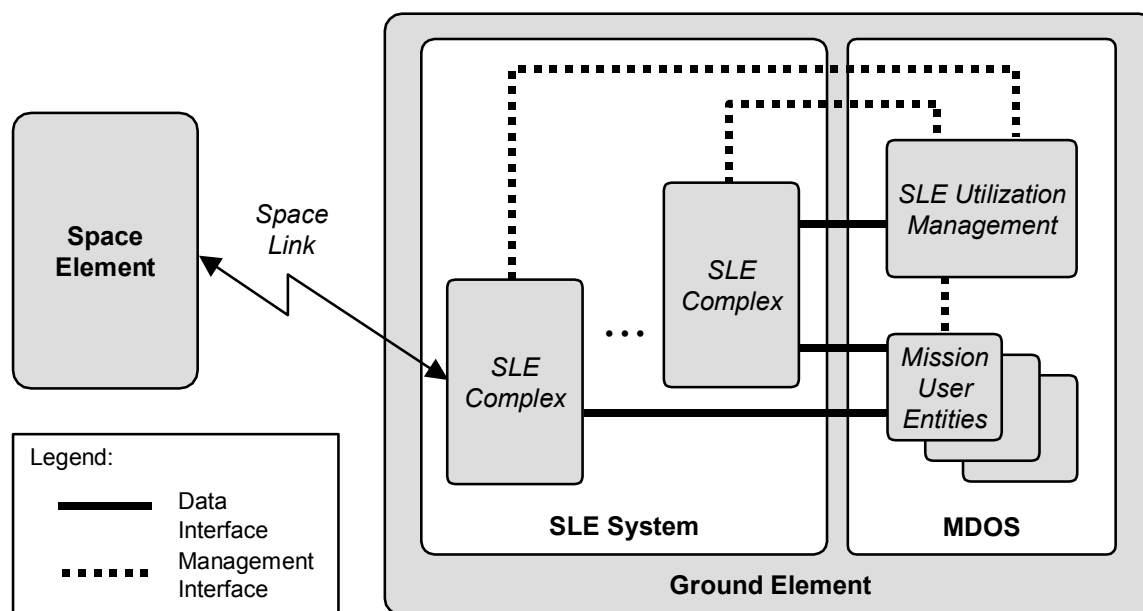 Space
Element
Space
Link
SLE
Complex
...
SLE
Complex
SLE Utilization
Management
Mission
User
Entities
SLE System
MDOS
Ground Element
Legend:
Data
Interface
Management
Interface